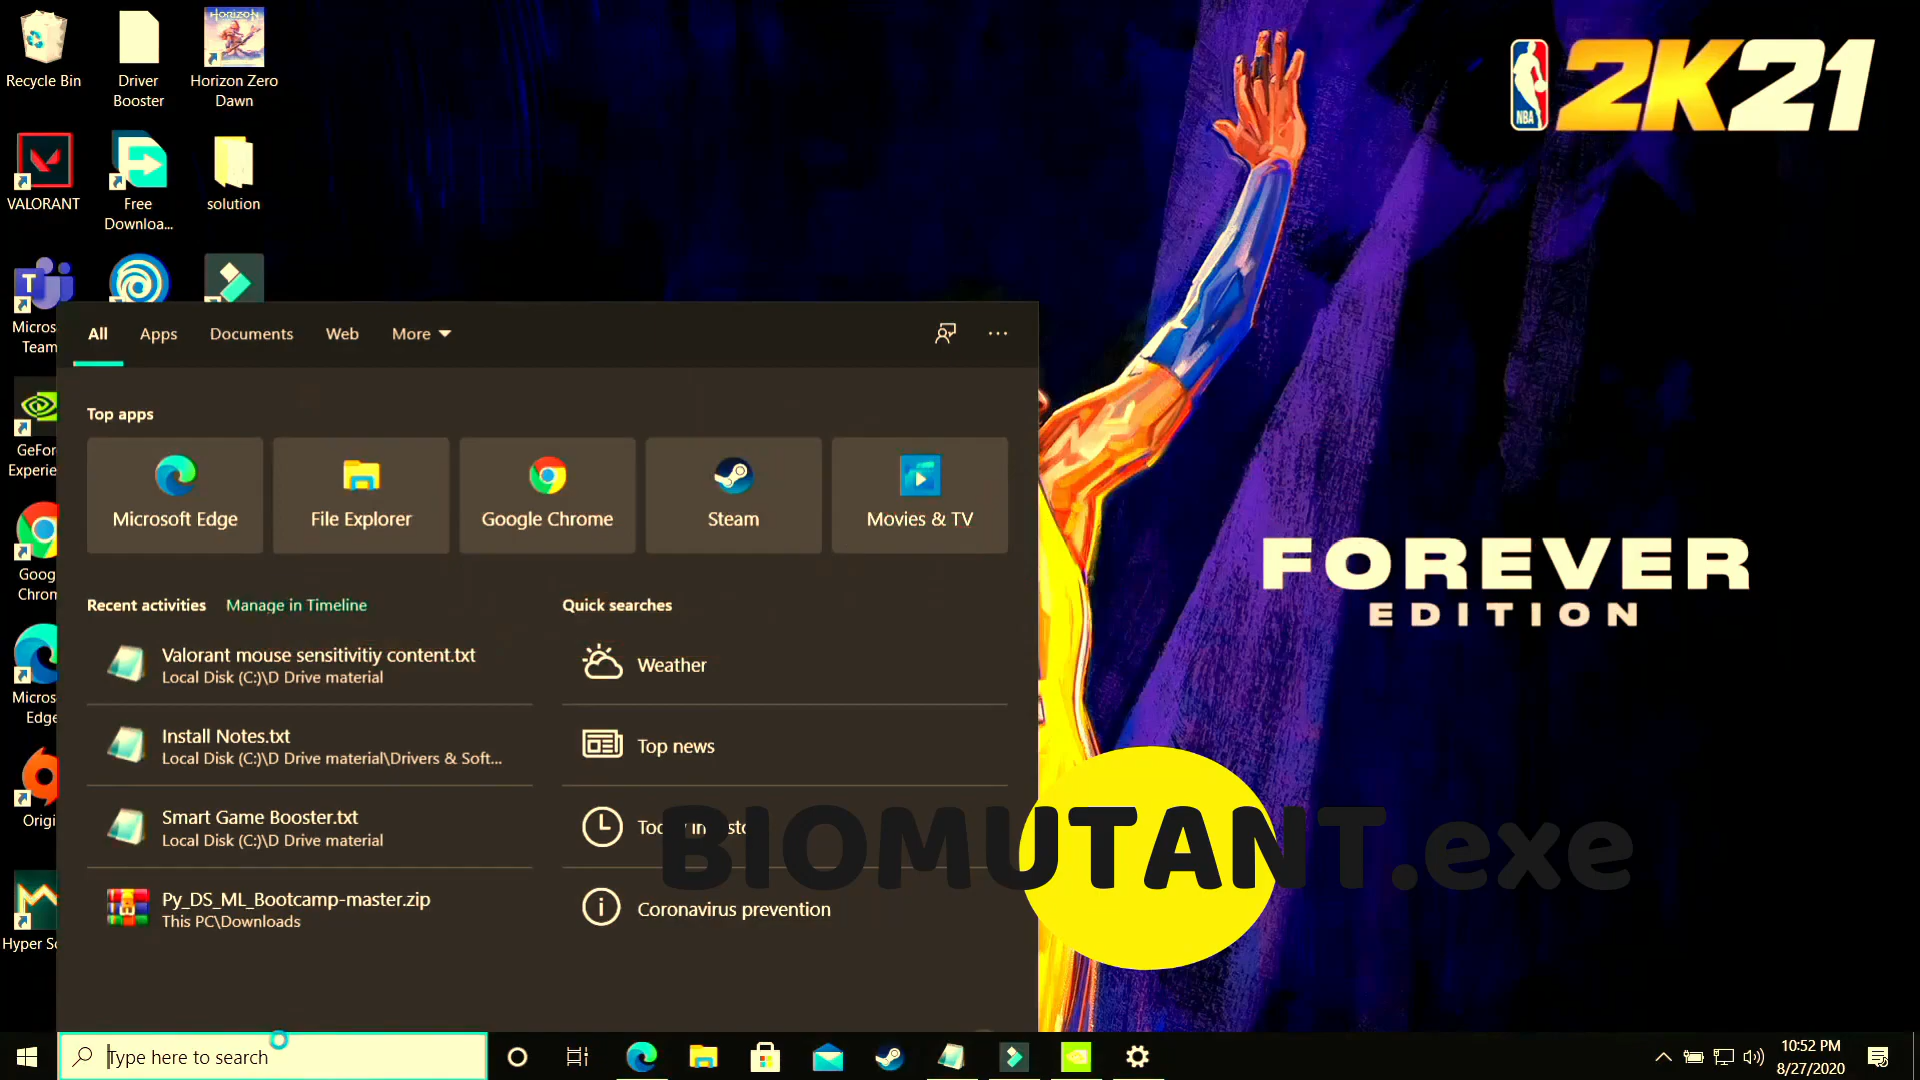 Recycle Bin
Driver
Booster
HORIZON
Horizon Zero
Dawn
VALORANT
Free
Downloa...
solution
T
Micros
Team
GeFor
Experie
Goog
Chrom
Micros
Edge
Origi
Hyper Sc
NBA
2K21
FOREVER
EDITION
All
Apps
Documents
Web
More
Top apps
Microsoft Edge
File Explorer
Google Chrome
Steam
Movies & TV
Recent activities
Manage in Timeline
Valorant mouse sensitivitiy content.txt
Local Disk (C:)\D Drive material
Install Notes.txt
Local Disk (C:)\D Drive material\Drivers & Soft...
Smart Game Booster.txt
Local Disk (C:)\D Drive material
Py_DS_ML_Bootcamp-master.zip
This PC\Downloads
Quick searches
Weather
Top news
Coronavirus prevention
BIOMUTANT.exe
Type here to search
10:52 PM
8/27/2020